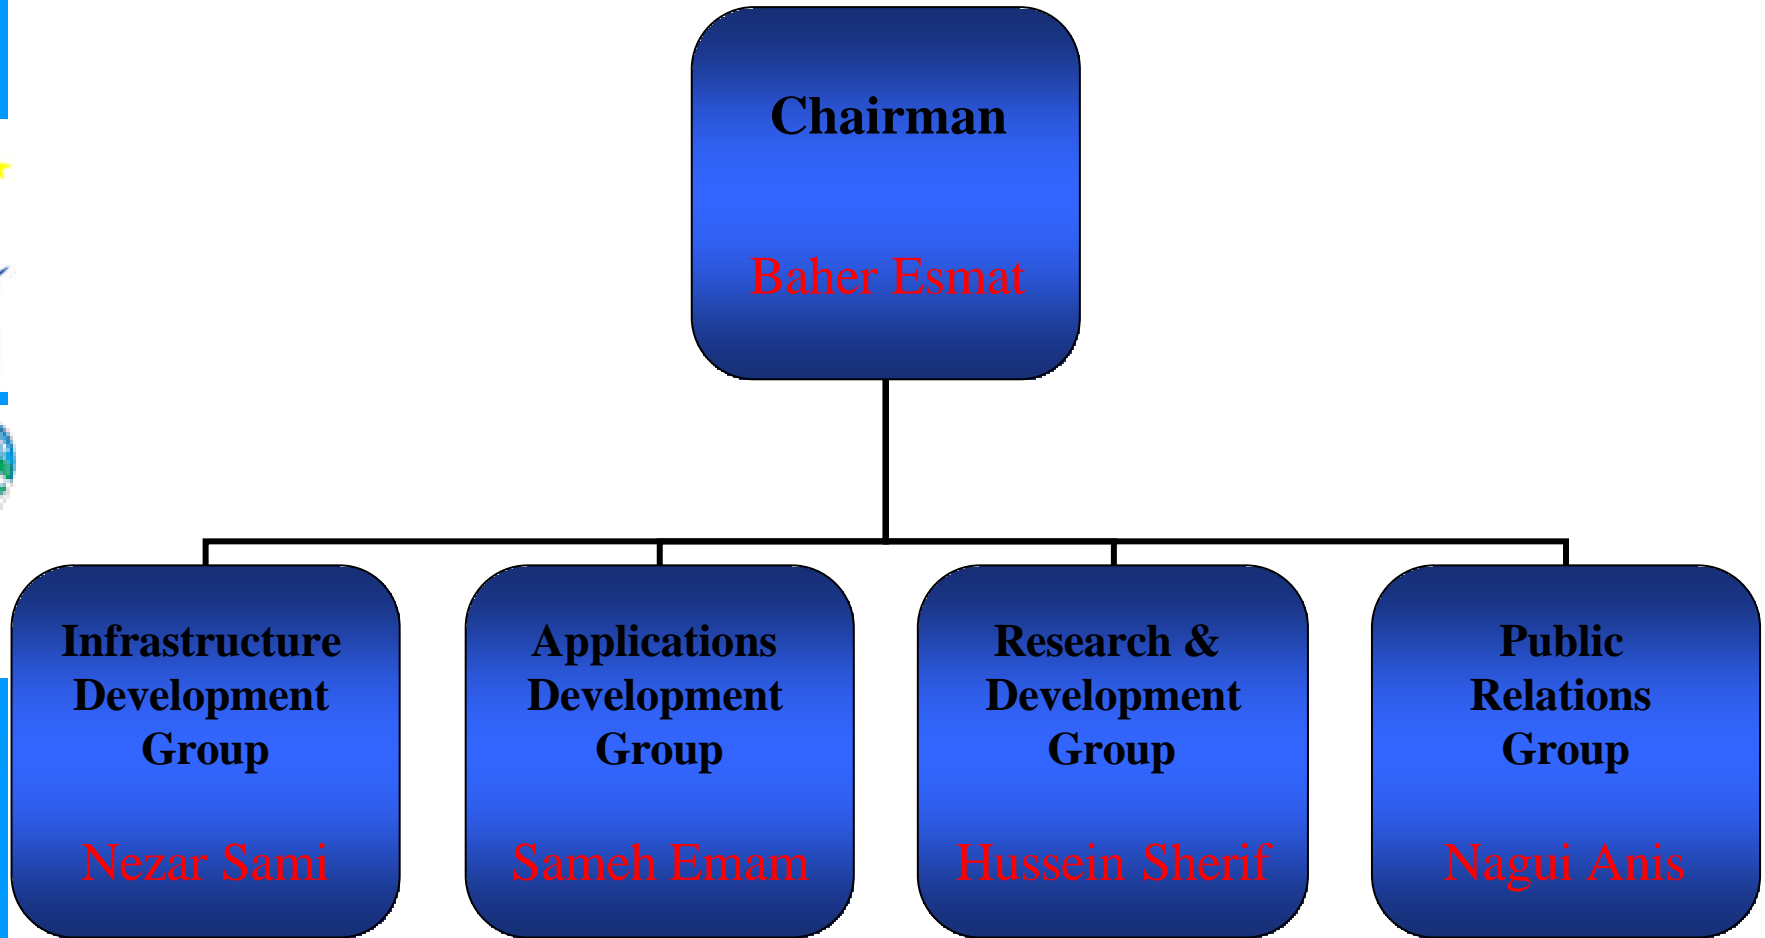 Chairman
Baher Esmat
Infrastructure
Development
Group
Nezar Sami
Applications
Development
Group
Sameh Emam
Research &
Development
Group
Hussein Sherif
Public
Relations
Group
Nagui Anis